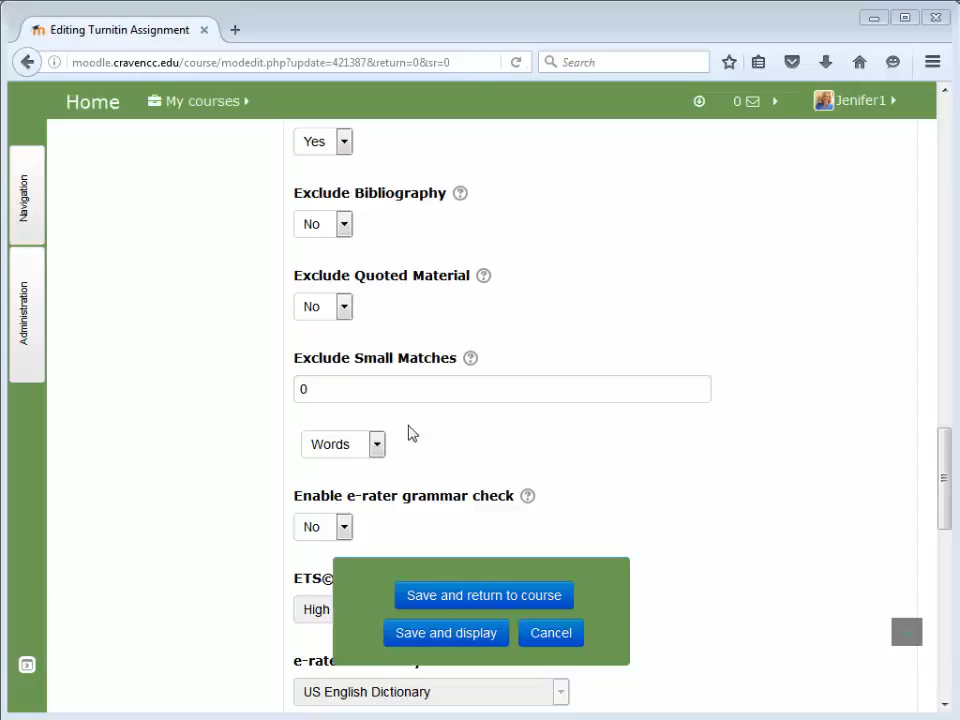 Editing Turnitin Assignment
moodle.cravencc.edu/course/modedit.php?update=421387&return=0&sr=0
Search
Home
My courses
0
Jenifer1
Navigation
Administration
Yes
Exclude Bibliography
No
Exclude Quoted Material
No
Exclude Small Matches
0
Words
Enable e-rater grammar check
No
ETS©
High
Save and return to course
Save and display
Cancel
e-rate
US English Dictionary